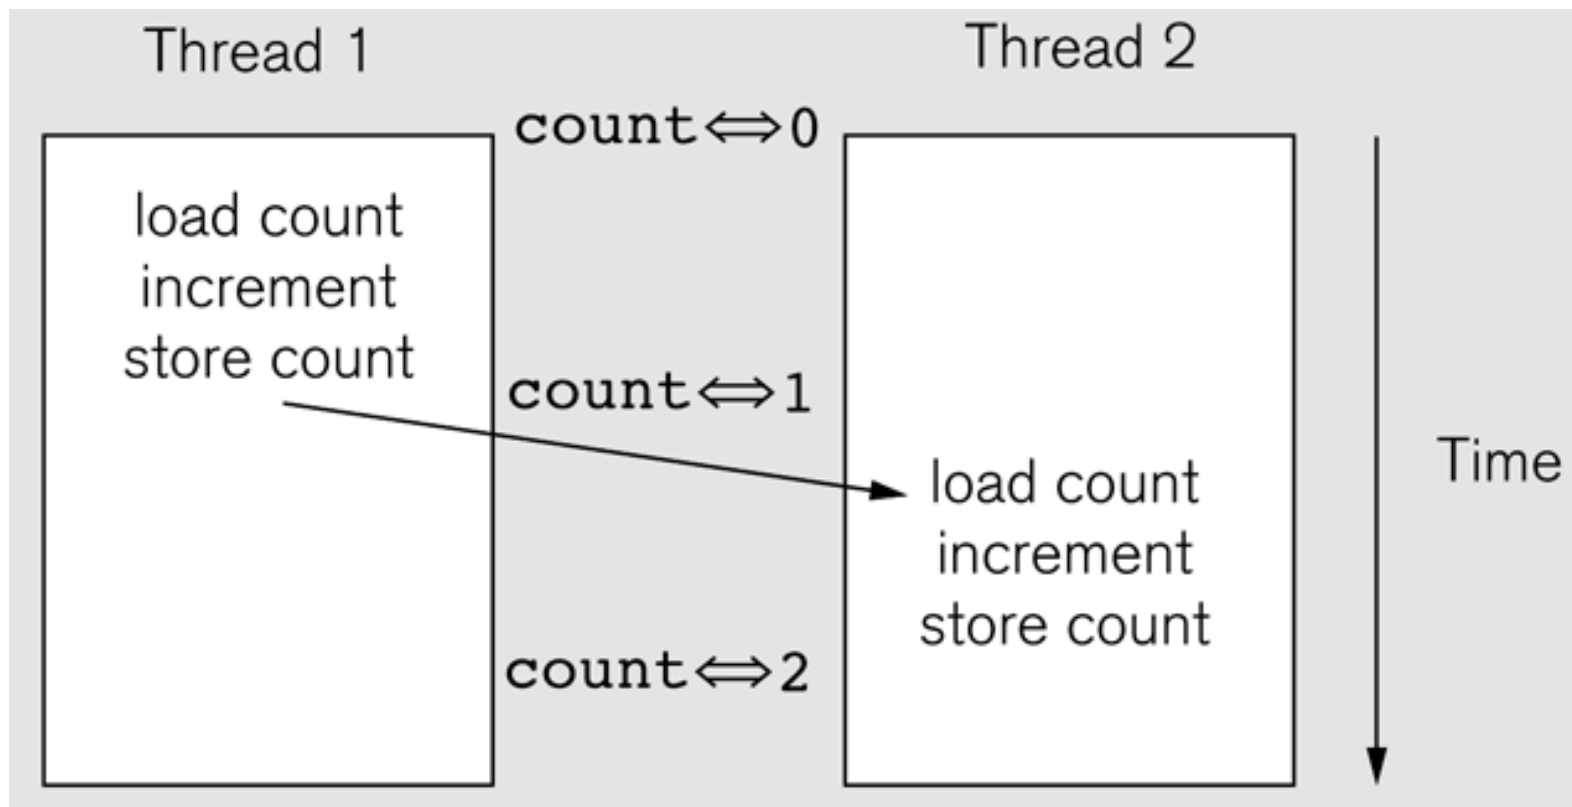 Thread 1
Thread 2
count⇔0
load count
increment
store count
count⇔1
load count
increment
store count
count⇔2
Time